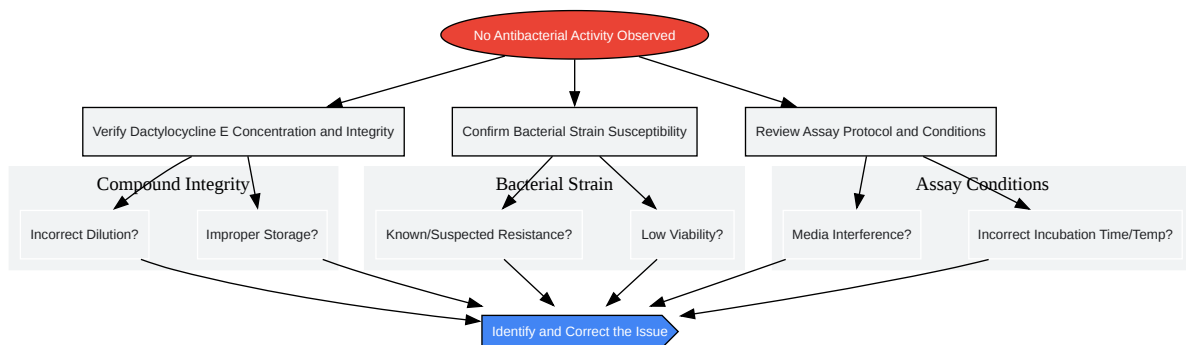 No Antibacterial Activity Observed
Verify Dactylocycline E Concentration and Integrity
Confirm Bacterial Strain Susceptibility
Review Assay Protocol and Conditions
Compound Integrity
Bacterial Strain
Assay Conditions
Incorrect Dilution?
Improper Storage?
Known/Suspected Resistance?
Low Viability?
Media Interference?
Incorrect Incubation Time/Temp?
Identify and Correct the Issue